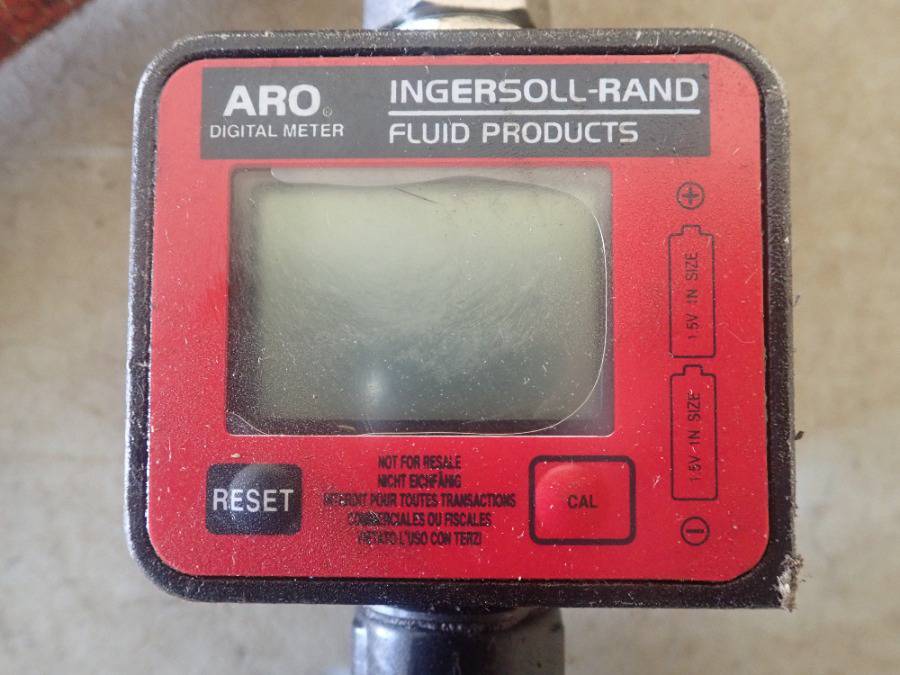 ARO®
DIGITAL METER
INGERSOLL-RAND
FLUID PRODUCTS
1.5V 1N SIZE
1.5V 1N SIZE
RESET
NOT FOR RESALE
NICHT EICHFÄHIG
INTERDIT POUR TOUTES TRANSACTIONS
COMMERCIALES OU FISCALES
VIETATO L'USO CON TERZI
CAL